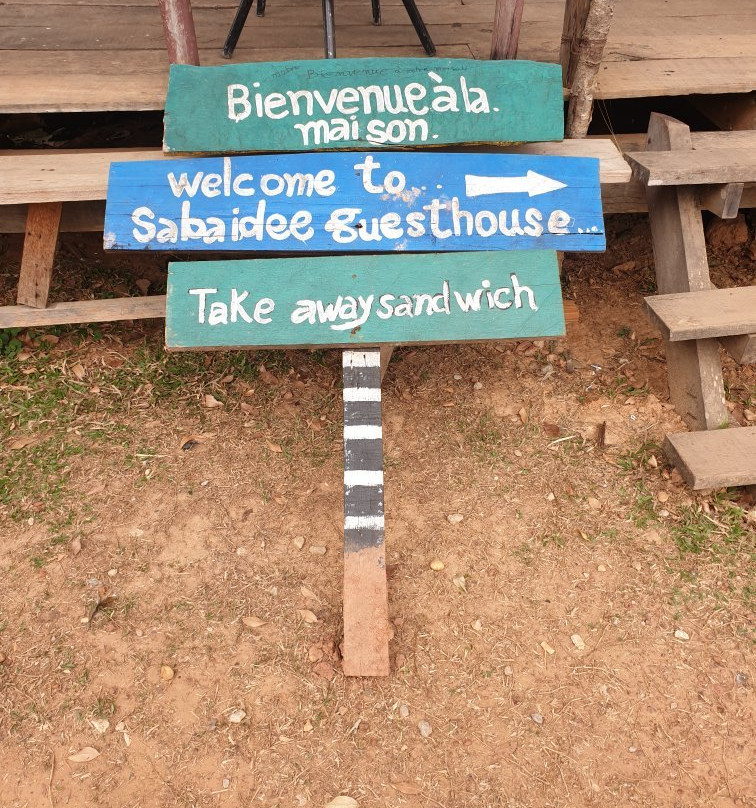 Bienvenue à la.
maison.
welcome to...
Sabaidee guesthouse...
Take away sandwich